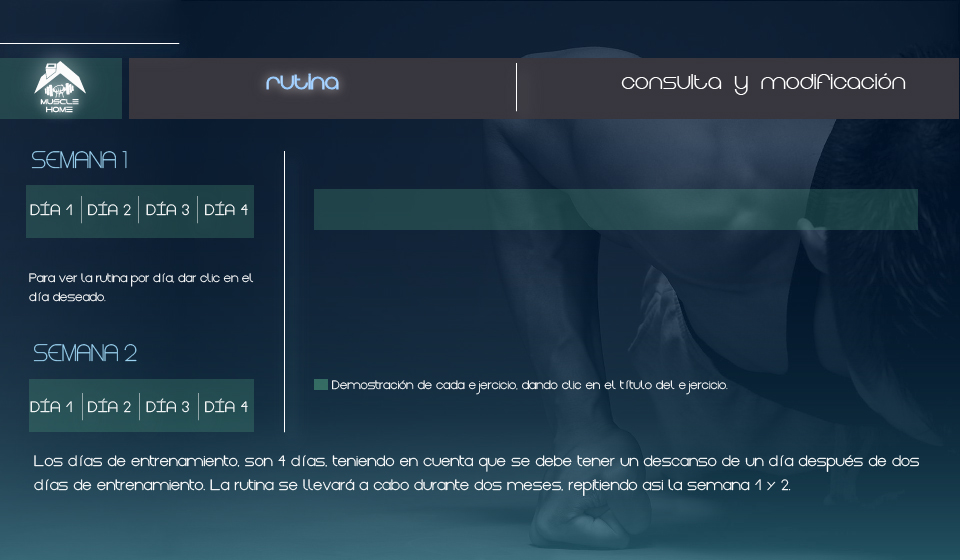 MUSCLE
HOME
rutina
consulta y modificación
SEMANA 1
DÍA 1 DÍA 2 DÍA 3 DÍA 4
Para ver la rutina por día, dar clic en el
día deseado.
SEMANA 2
DÍA 1 DÍA 2 DÍA 3 DÍA 4
Demostración de cada ejercicio, dando clic en el título del ejercicio.
Los días de entrenamiento, son 4 días, teniendo en cuenta que se debe tener un descanso de un día después de dos
días de entrenamiento. La rutina se llevará a cabo durante dos meses, repitiendo asi la semana 1 y 2.